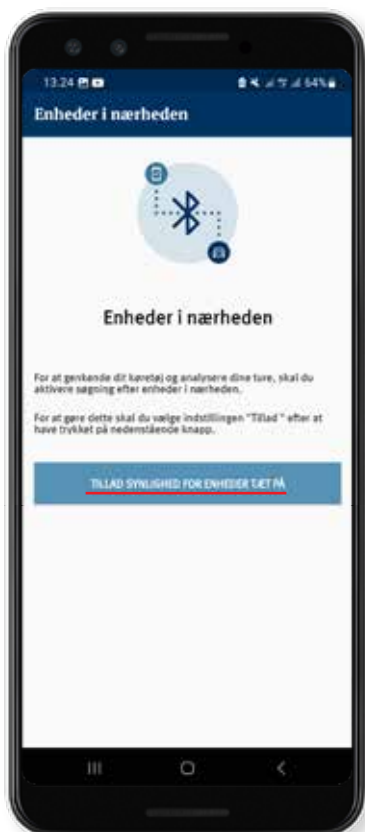 13.24
64%
Enheder i nærheden
Enheder i nærheden
For at genkende dit køretøj og analysere dine ture, skal du
aktivere søgning efter enheder i nærheden.
For at gøre dette skal du vælge indstillingen "Tillad " efter at
have trykket på nedenstående knapp.
TILLAD SYNLIGHED FOR ENHEDER TÆT PÅ